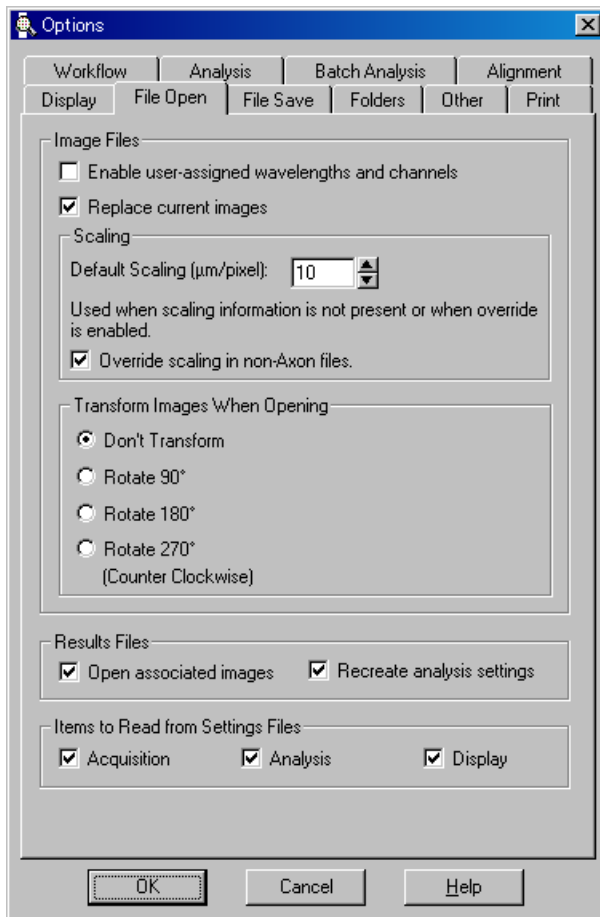 Options
Workflow Analysis Batch Analysis Alignment
Display File Open File Save Folders Other Print
Image Files
Enable user-assigned wavelengths and channels
Replace current images
Scaling
Default Scaling (µm/pixel): 10
Used when scaling information is not present or when override
is enabled.
Override scaling in non-Axon files.
Transform Images When Opening
Don't Transform
Rotate 90°
Rotate 180°
Rotate 270°
(Counter Clockwise)
Results Files
Open associated images Recreate analysis settings
Items to Read from Settings Files
Acquisition Analysis Display
OK Cancel Help